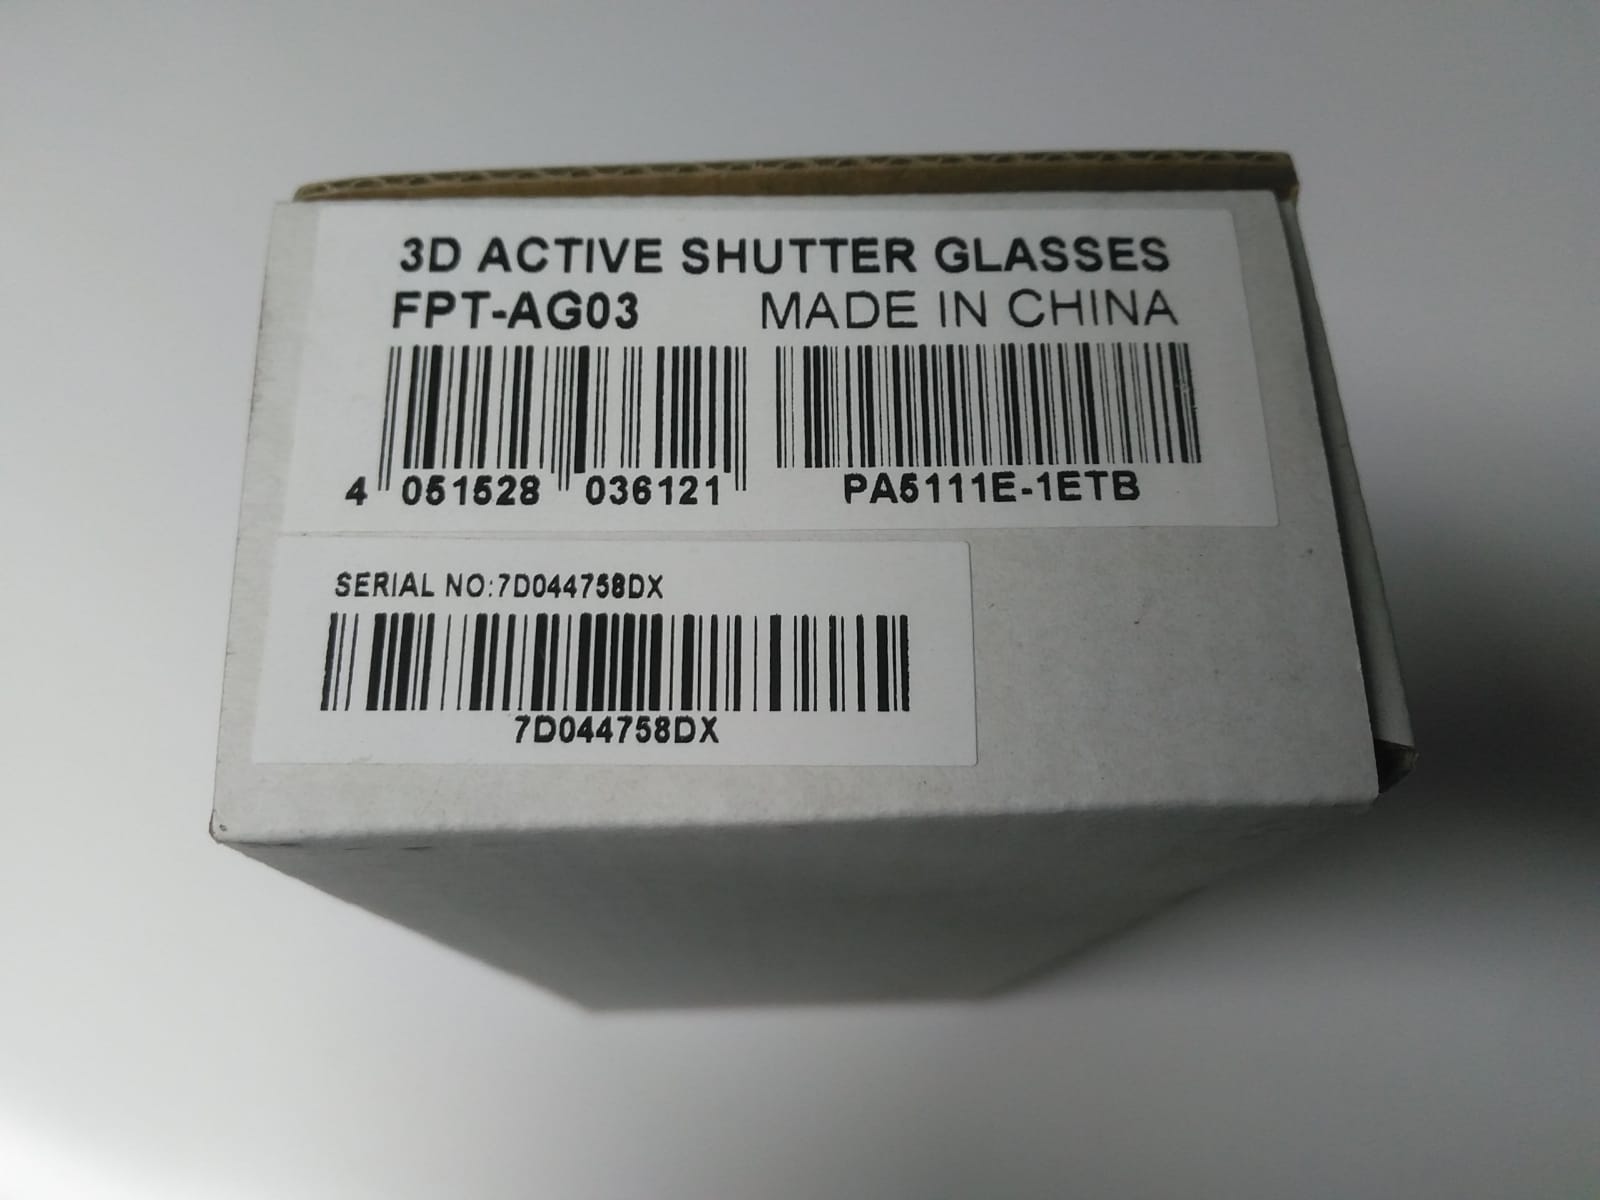 3D ACTIVE SHUTTER GLASSES
FPT-AG03 MADE IN CHINA
4 051528 036121 PA5111E-1ETB
SERIAL NO:7D044758DX
7D044758DX